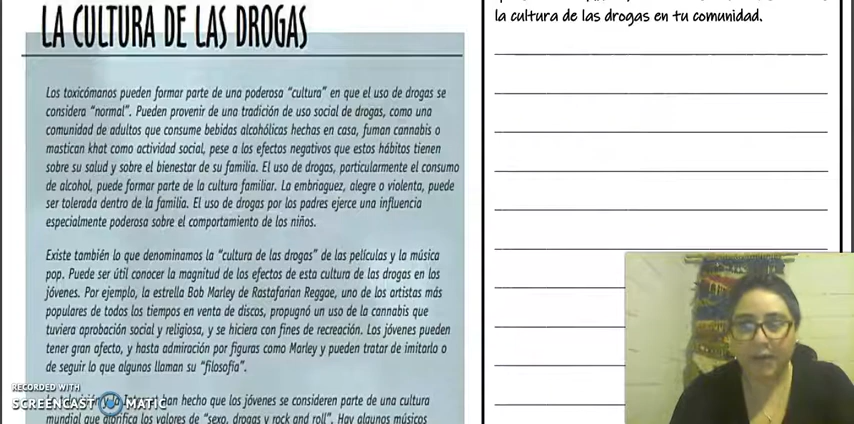 LA CULTURA DE LAS DROGAS
Los toxicómanos pueden formar parte de una poderosa "cultura" en que el uso de drogas se
considera "normal". Pueden provenir de una tradición de uso social de drogas, como una
comunidad de adultos que consume bebidas alcohólicas hechas en casa, fuman cannabis o
mastican khat como actividad social, pese a los efectos negativos que estos hábitos tienen
sobre su salud y sobre el bienestar de su familia. El uso de drogas, particularmente el consumo
de alcohol, puede formar parte de la cultura familiar. La embriaguez, alegre o violenta, puede
ser tolerada dentro de la familia. El uso de drogas por los padres ejerce una influencia
especialmente poderosa sobre el comportamiento de los niños.
Existe también lo que denominamos la "cultura de las drogas" de las películas y la música
pop. Puede ser útil conocer la magnitud de los efectos de esta cultura de las drogas en los
jóvenes. Por ejemplo, la estrella Bob Marley de Rastafarian Reggae, uno de los artistas más
populares de todos los tiempos en venta de discos, propugnó un uso de la cannabis que
tuviera aprobación social y religiosa, y se hiciera con fines de recreación. Los jóvenes pueden
tener gran afecto, y hasta admiración por figuras como Marley y pueden tratar de imitarlo o
de seguir lo que algunos llaman su "filosofía".
han hecho que los jóvenes se consideren parte de una cultura
mundial que glorifica los valores de "sexo, drogas y rock and roll". Hay algunos músicos
la cultura de las drogas en tu comunidad.
RECORDED WITH
SCREENCAST MATIC